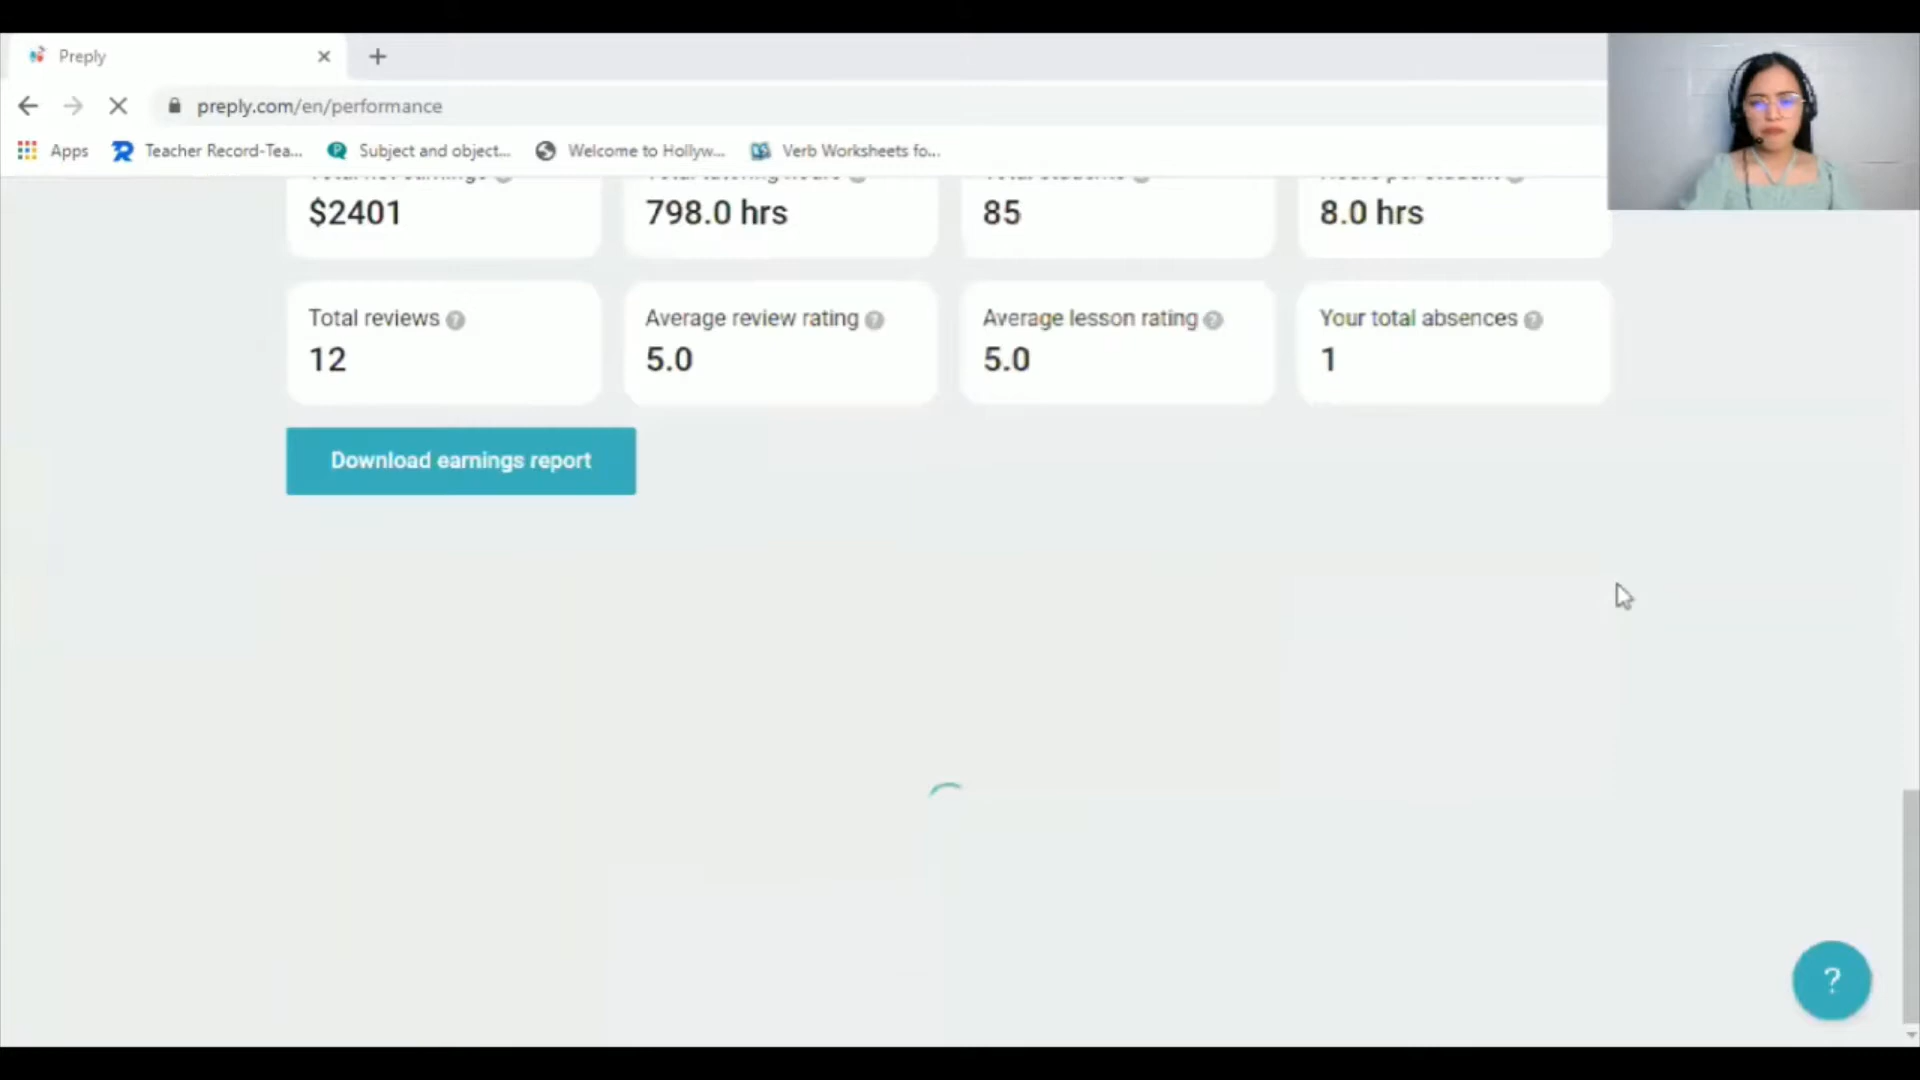 Preply
preply.com/en/performance
Apps
Teacher Record-Tea...
Subject and object...
Welcome to Hollyw...
Verb Worksheets fo...
$2401
798.0 hrs
85
8.0 hrs
Total reviews
Average review rating
Average lesson rating
Your total absences
12
5.0
5.0
1
Download earnings report
?